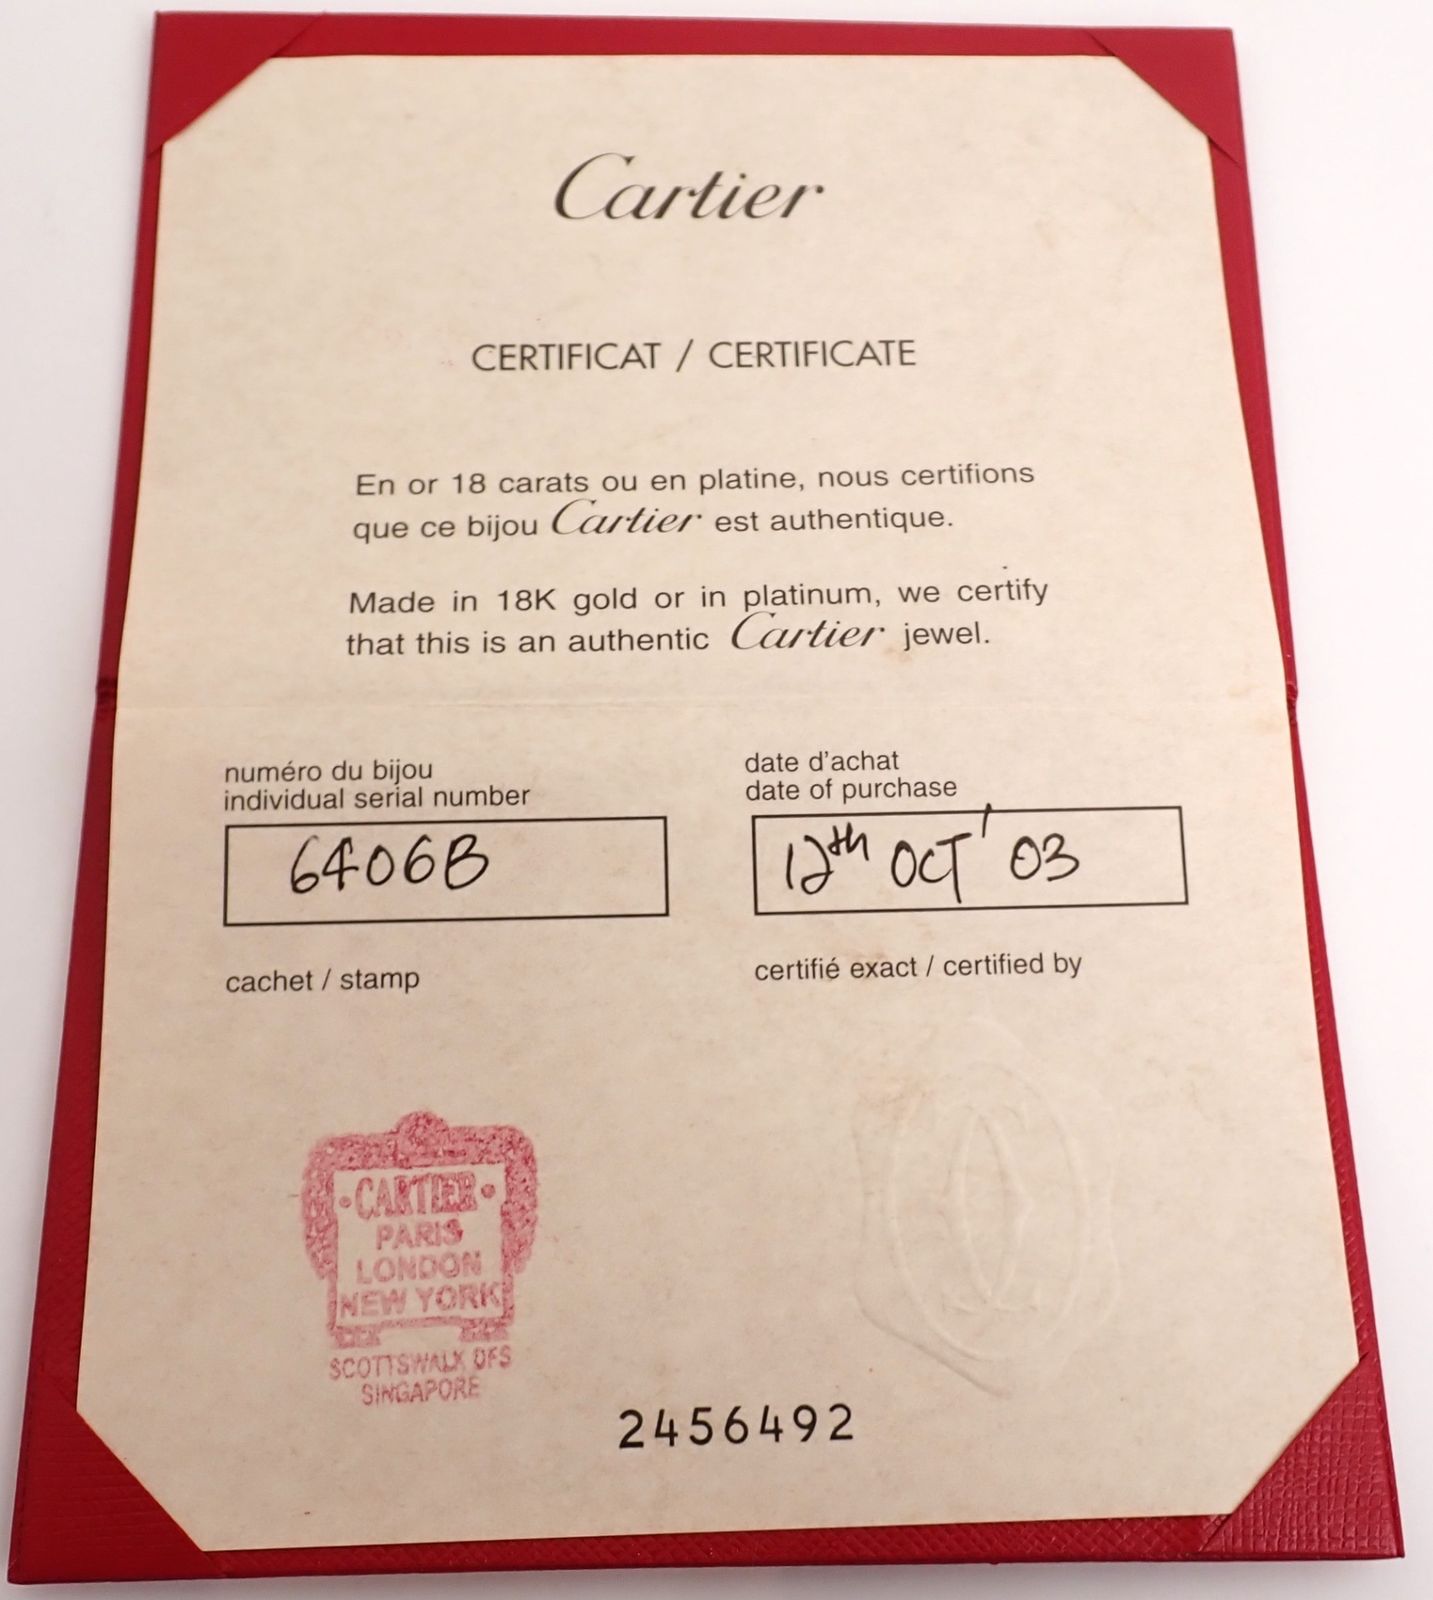 Cartier
CERTIFICAT / CERTIFICATE
En or 18 carats ou en platine, nous certifions
que ce bijou Cartier est authentique.
Made in 18K gold or in platinum, we certify
that this is an authentic Cartier jewel.
numéro du bijou
individual serial number
6406B
date d'achat
date of purchase
12th OCT' 03
cachet / stamp
certifié exact / certified by
·CARTIER·
PARIS
LONDON
NEW YORK
SCOTTSWALK DFS
SINGAPORE
2456492